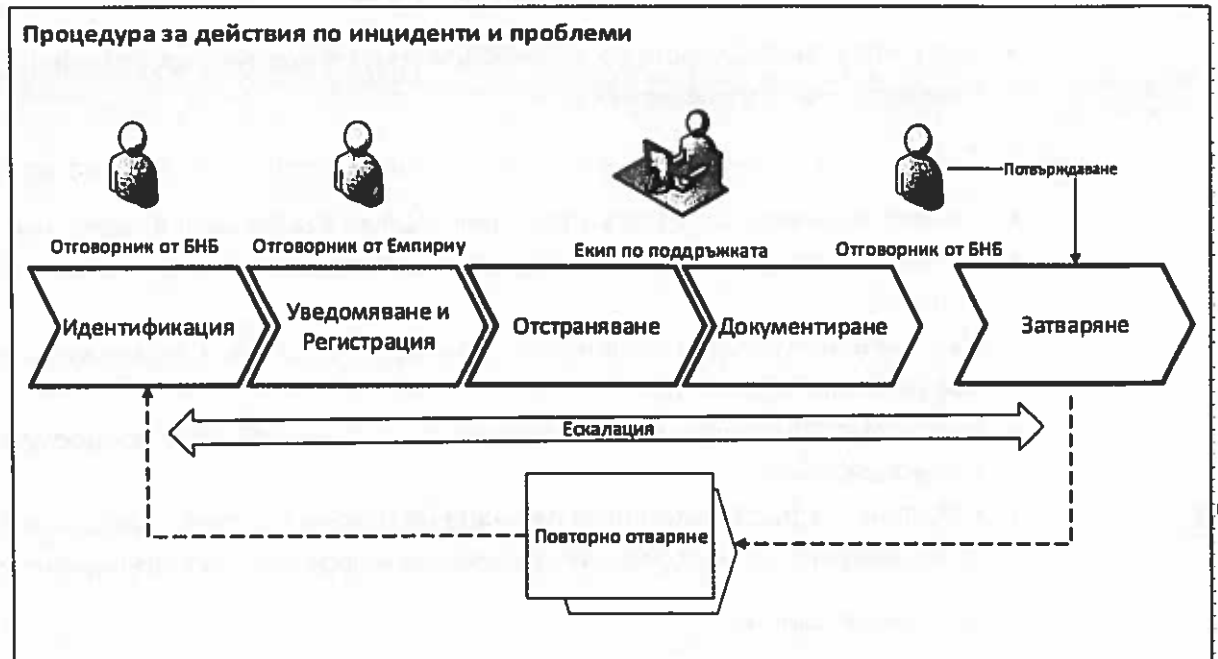 Процедура за действия по инциденти и проблеми
Потвърждаване
Отговорник от БНБ
Отговорник от Емпириу
Екип по поддръжката
Отговорник от БНБ
Идентификация
Уведомяване и
Регистрация
Отстраняване
Документиране
Затваряне
Ескалация
Повторно отваряне